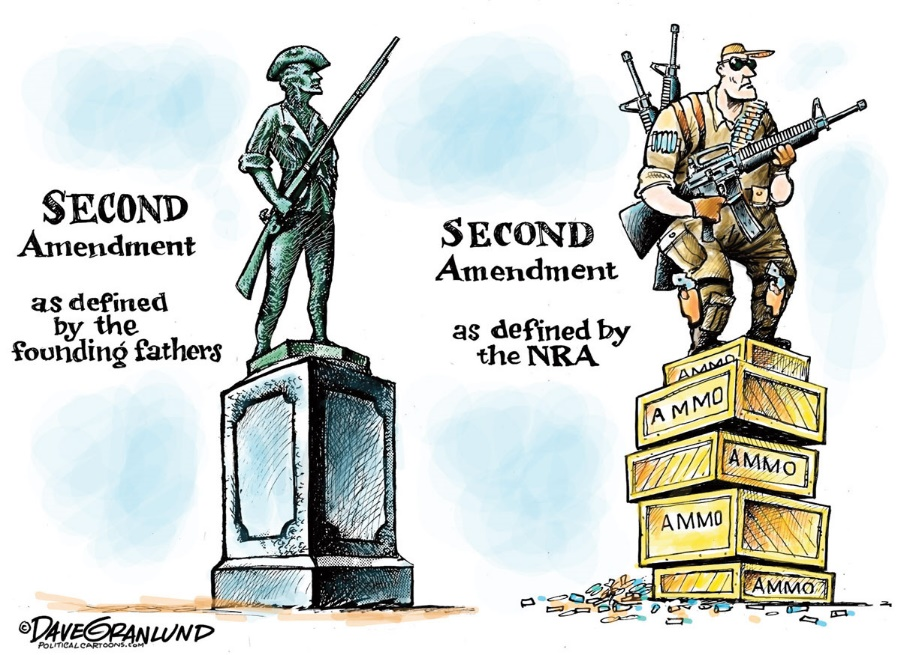 SECOND
Amendment
as defined
by the
founding fathers
SECOND
Amendment
as defined by
the NRA
AMMO
AMMO
AMMO
AMMO
AMMO
©DAVEGRANLUND
POLITICALCARTOONS.COM